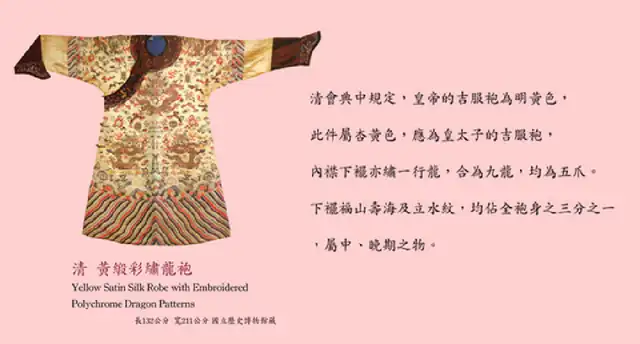 清會典中規定，皇帝的吉服袍為明黃色，
此件屬杏黃色，應為皇太子的吉服袍，
內襟下襬亦繡一行龍，合為九龍，均為五爪。
下襬福山壽海及立水紋，均佔全袍身之三分之一
，屬中、晚期之物。
清 黃緞彩繡龍袍
Yellow Satin Silk Robe with Embroidered
Polychrome Dragon Patterns
長132公分 寬211公分 國立歷史博物館藏